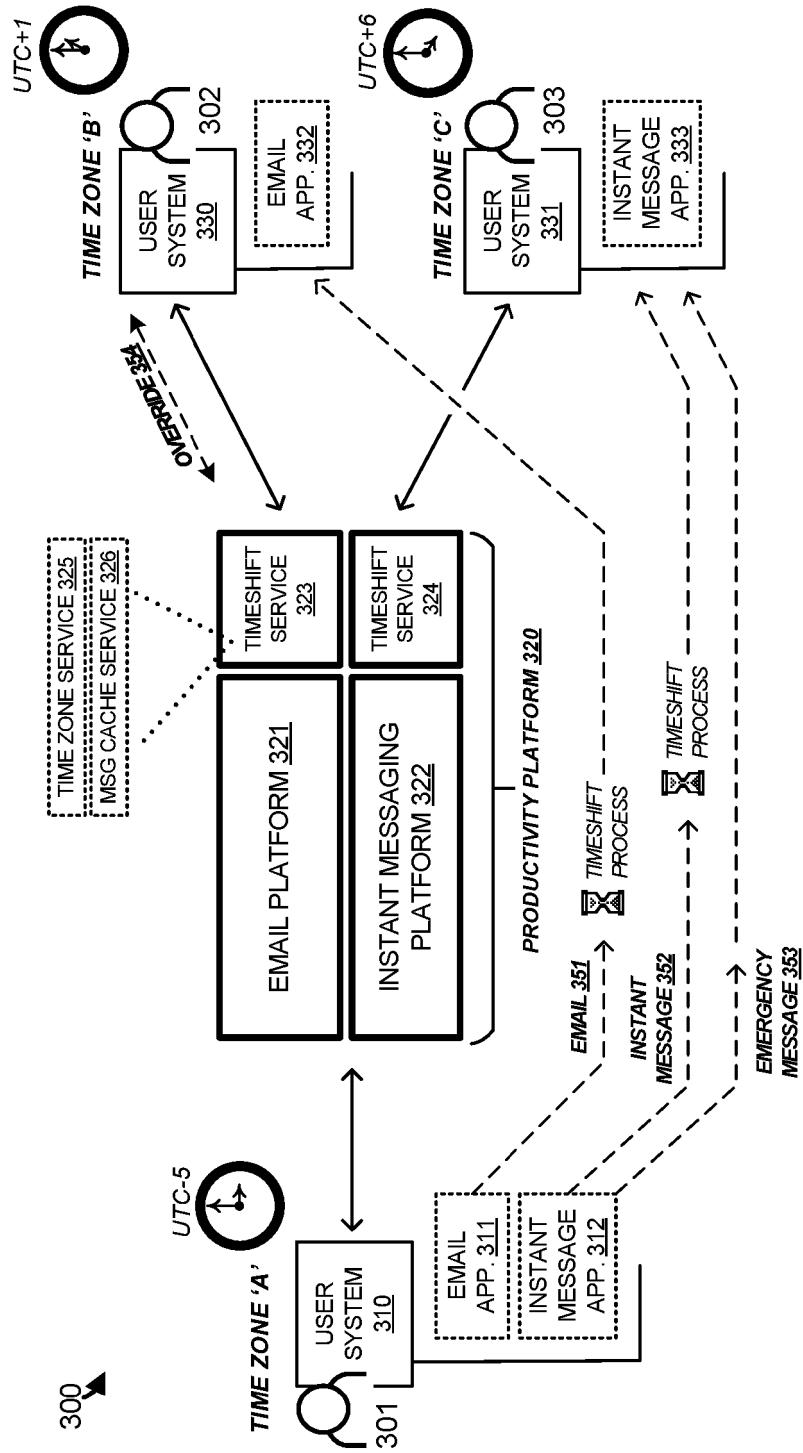 300
UTC-5
TIME ZONE 'A'
USER
SYSTEM
310
301
EMAIL
APP. 311
INSTANT
MESSAGE
APP. 312
TIME ZONE SERVICE 325
MSG CACHE SERVICE 326
EMAIL PLATFORM 321
TIMESHIFT
SERVICE
323
INSTANT MESSAGING
PLATFORM 322
TIMESHIFT
SERVICE
324
PRODUCTIVITY PLATFORM 320
OVERRIDE 354
UTC+1
TIME ZONE 'B'
USER
SYSTEM
330
302
EMAIL
APP. 332
UTC+6
TIME ZONE 'C'
USER
SYSTEM
331
303
INSTANT
MESSAGE
APP. 333
EMAIL 351
TIMESHIFT
PROCESS
INSTANT
MESSAGE 352
TIMESHIFT
PROCESS
EMERGENCY
MESSAGE 353